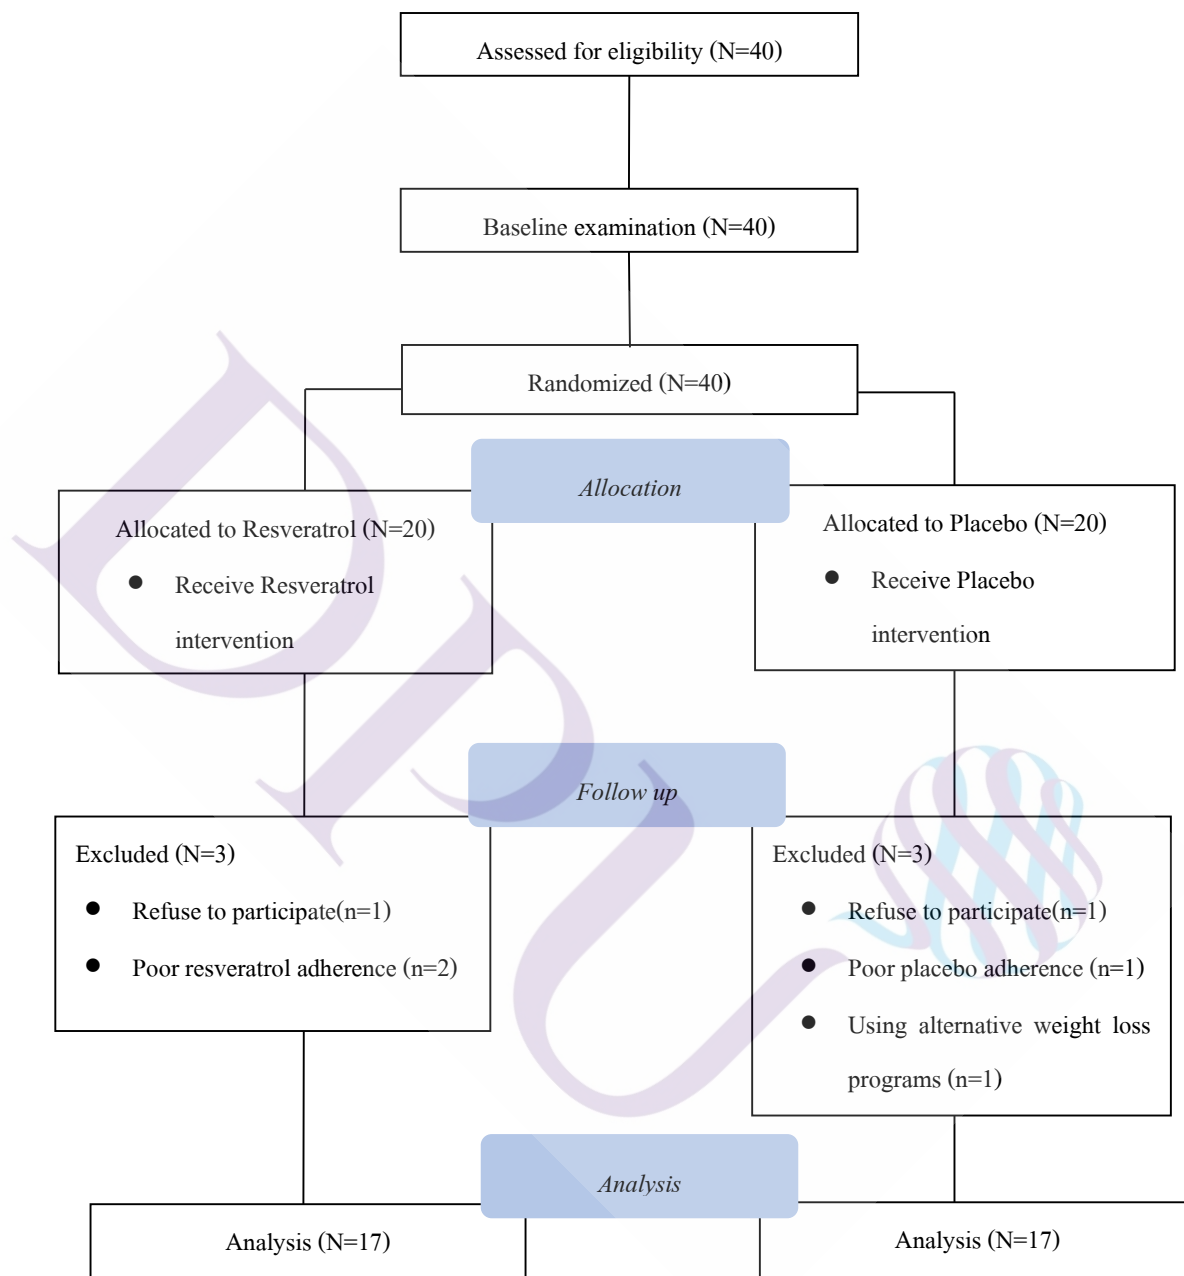 Assessed for eligibility (N=40)
Baseline examination (N=40)
Randomized (N=40)
Allocation
Allocated to Resveratrol (N=20)
● Receive Resveratrol
intervention
Allocated to Placebo (N=20)
● Receive Placebo
intervention
Follow up
Excluded (N=3)
● Refuse to participate(n=1)
● Poor resveratrol adherence (n=2)
Excluded (N=3)
● Refuse to participate(n=1)
● Poor placebo adherence (n=1)
● Using alternative weight loss
programs (n=1)
Analysis
Analysis (N=17)
Analysis (N=17)
DPU